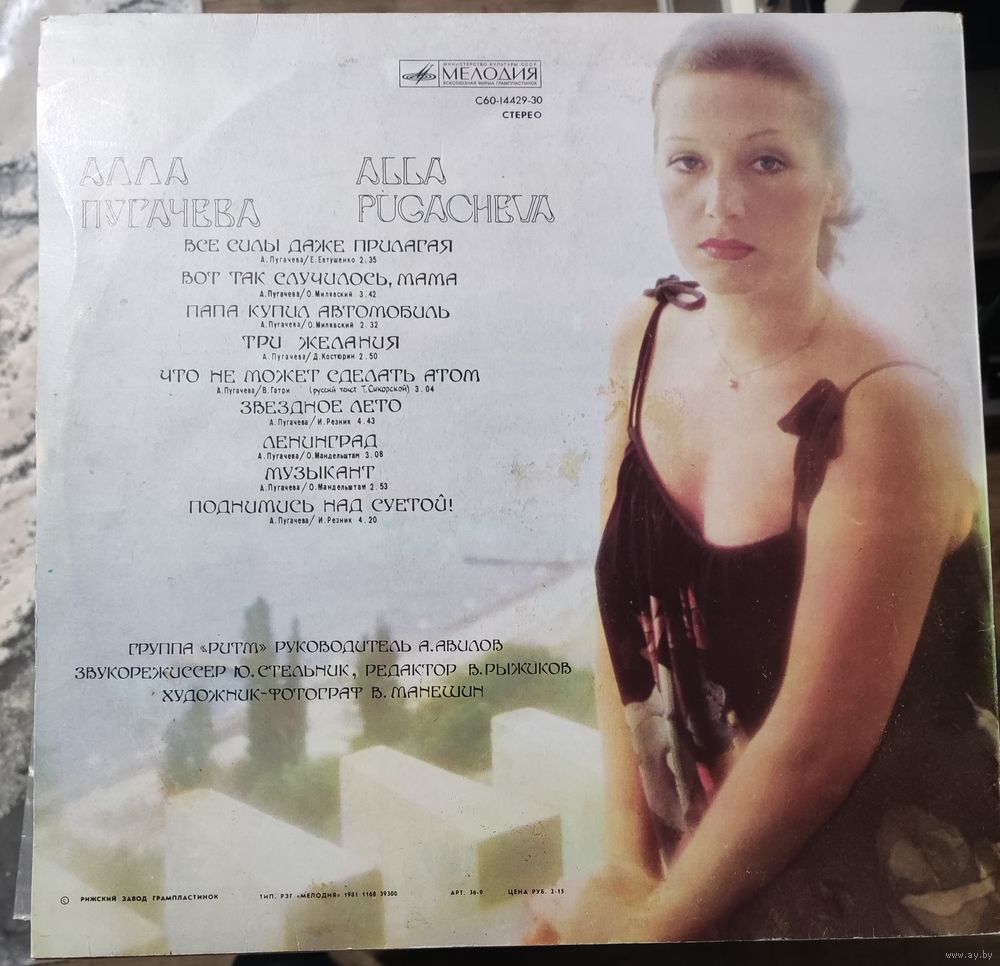 МИНИСТЕРСТВО КУЛЬТУРЫ СССР
МЕЛОДИЯ
ВСЕСОЮЗНАЯ ФИРМА ГРАМПЛАСТИНОК
С60-14429-30
СТЕРЕО
АЛЛА ПУГАЧЕВА
ALLA PUGACHEVA
ВСЕ СИЛЫ ДАЖЕ ПРИЛАГАЯ
А.Пугачева/Е.Евтушенко 2.35
ВОТ ТАК СЛУЧИЛОСЬ, МАМА
А.Пугачева/О.Милявский 3.42
ПАПА КУПИЛ АВТОМОБИЛЬ
А.Пугачева/О.Милявский 2.32
ТРИ ЖЕЛАНИЯ
А.Пугачева/Д.Костюрин 2.50
ЧТО НЕ МОЖЕТ СДЕЛАТЬ АТОМ
А.Пугачева/В.Гатри (русский текст Т.Сикорской) 3.04
ЗВЕЗДНОЕ ЛЕТО
А.Пугачева/И.Резник 4.43
ЛЕНИНГРАД
А.Пугачева/О.Мандельштам 3.08
МУЗЫКАНТ
А.Пугачева/О.Мандельштам 2.53
ПОДНИМИСЬ НАД СУЕТОЙ!
А.Пугачева/И.Резник 4.20
ГРУППА «РИТМ» РУКОВОДИТЕЛЬ А.АВИЛОВ
ЗВУКОРЕЖИССЕР Ю.СТЕЛЬНИК, РЕДАКТОР В.РЫЖИКОВ
ХУДОЖНИК-ФОТОГРАФ В.МАНЕШИН
© РИЖСКИЙ ЗАВОД ГРАМПЛАСТИНОК ТИП. РЗГ «МЕЛОДИЯ» 1981 1168 39300 АРТ. 36-9 ЦЕНА РУБ. 2-15
www.ay.by